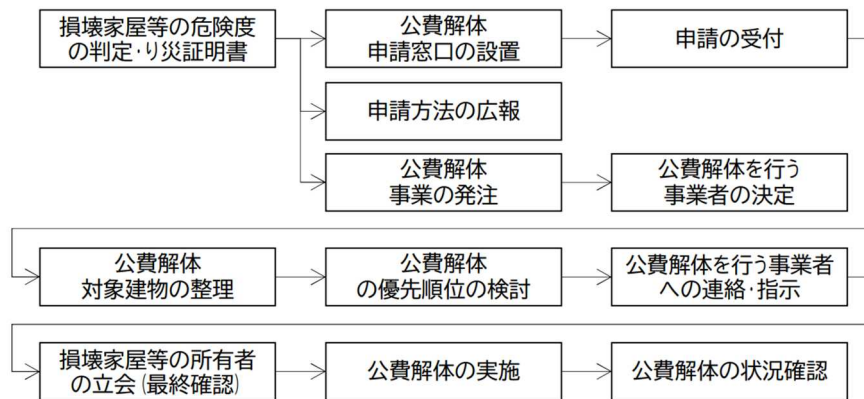 損壊家屋等の危険度
の判定・り災証明書
公費解体
申請窓口の設置
申請の受付
申請方法の広報
公費解体
事業の発注
公費解体を行う
事業者の決定
公費解体
対象建物の整理
公費解体
の優先順位の検討
公費解体を行う事業者
への連絡・指示
損壊家屋等の所有者
の立会(最終確認)
公費解体の実施
公費解体の状況確認